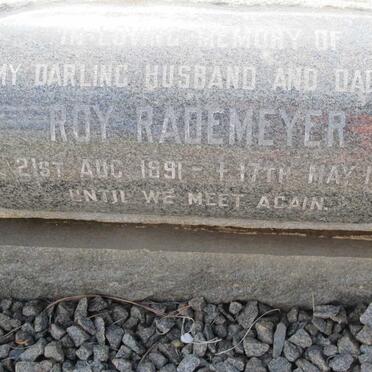 IN LOVING MEMORY OF
MY DARLING HUSBAND AND DAD
ROY RADEMEYER
21ST AUG 1891 - † 17TH MAY 1
UNTIL WE MEET AGAIN.